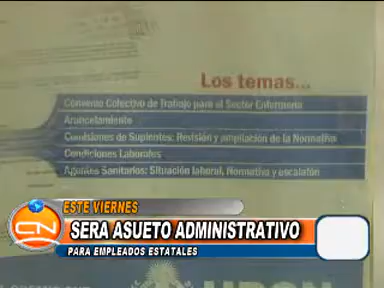 Los temas...
Convenio Colectivo de Trabajo para el Sector Enfermería
Arancelamiento
Comisiones de Suplentes: Revisión y ampliación de la Normativa
Condiciones Laborales
Agentes Sanitarios: Situación laboral, Normativa y escalafón
ESTE VIERNES
CN
SERA ASUETO ADMINISTRATIVO
PARA EMPLEADOS ESTATALES
UPCN